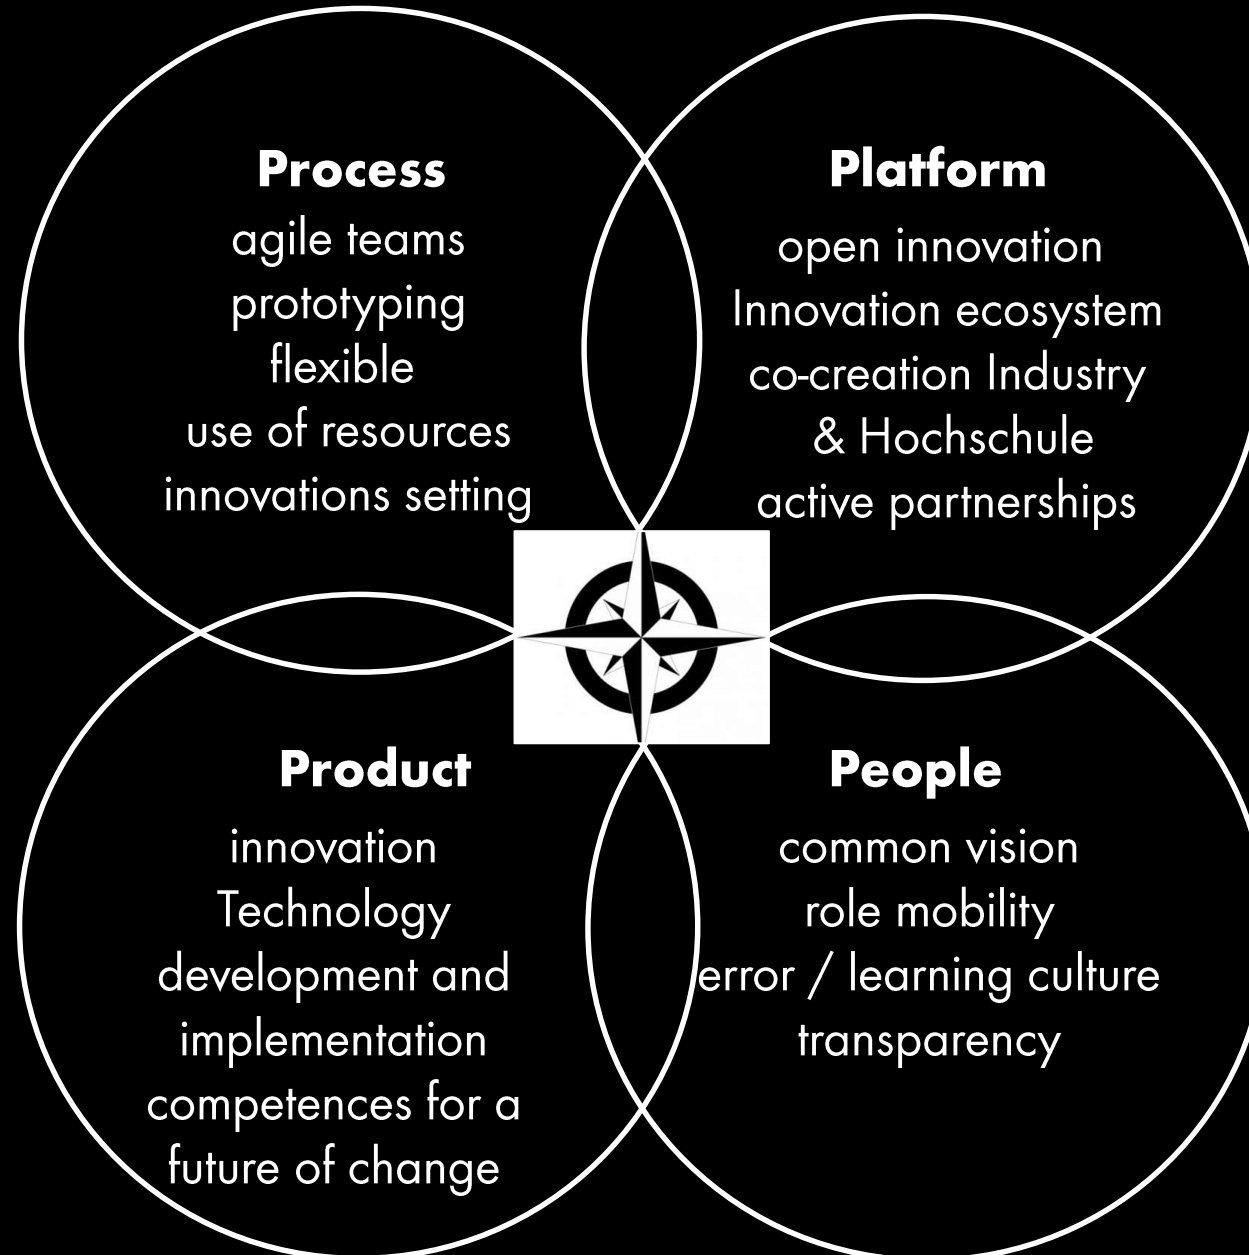 Process
agile teams
prototyping
flexible
use of resources
innovations setting
Platform
open innovation
Innovation ecosystem
co-creation Industry
& Hochschule
active partnerships
Product
innovation
Technology
development and
implementation
competences for a
future of change
People
common vision
role mobility
error / learning culture
transparency